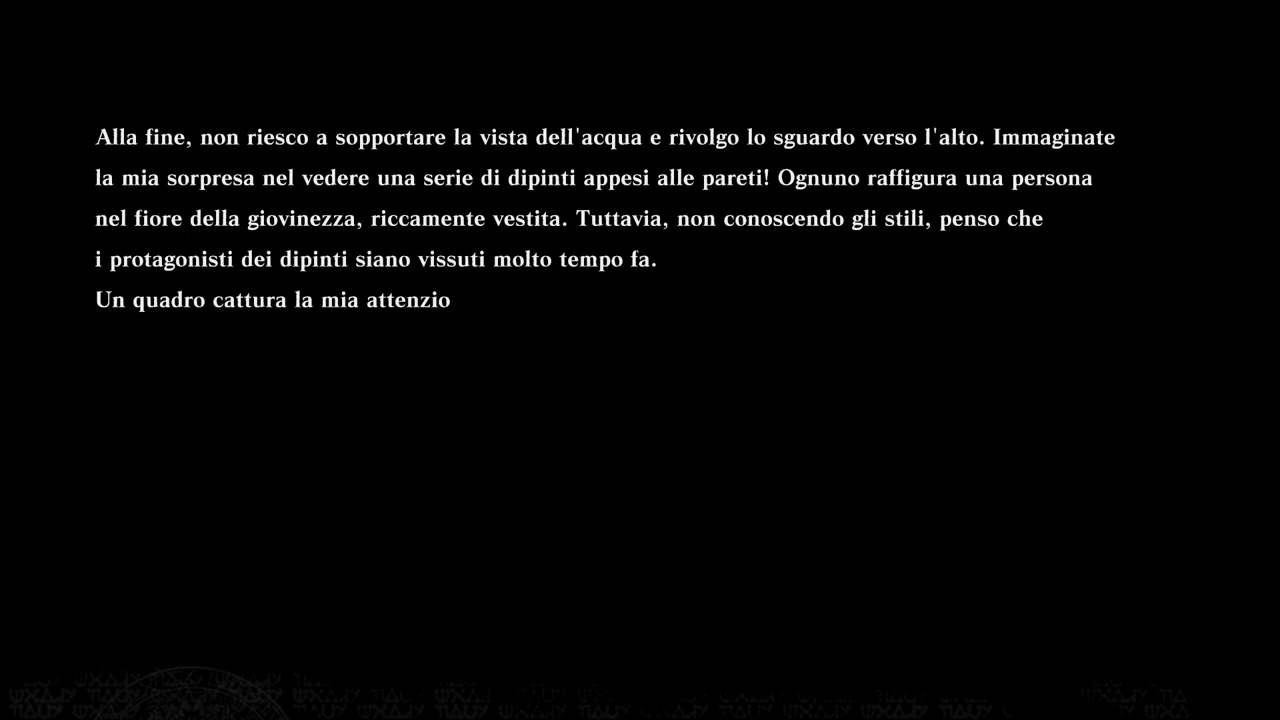 Alla fine, non riesco a sopportare la vista dell'acqua e rivolgo lo sguardo verso l'alto. Immaginate
la mia sorpresa nel vedere una serie di dipinti appesi alle pareti! Ognuno raffigura una persona
nel fiore della giovinezza, riccamente vestita. Tuttavia, non conoscendo gli stili, penso che
i protagonisti dei dipinti siano vissuti molto tempo fa.
Un quadro cattura la mia attenzio